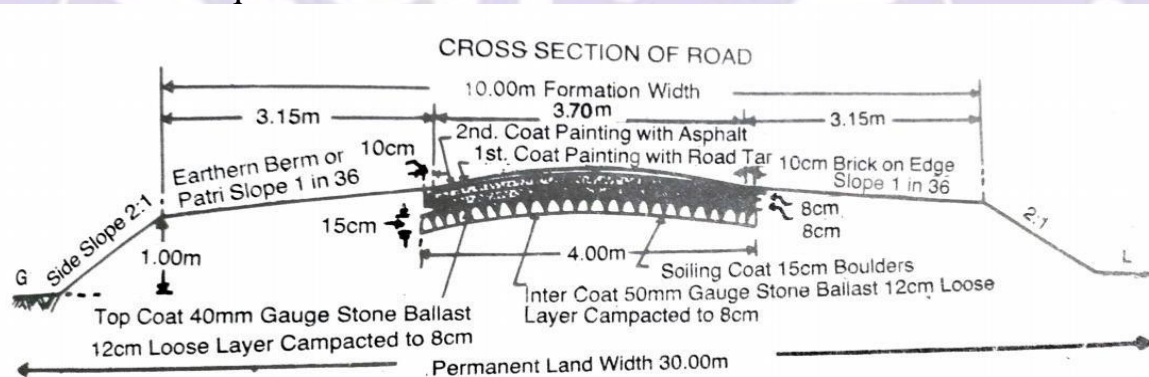 CROSS SECTION OF ROAD
10.00m Formation Width
3.15m
3.70m
3.15m
2nd. Coat Painting with Asphalt
1st. Coat Painting with Road Tar
10cm
10cm Brick on Edge
Slope 1 in 36
Earthern Berm or
Patri Slope 1 in 36
Side Slope 2:1
15cm
8cm
8cm
2:1
1.00m
4.00m
G
L
Soiling Coat 15cm Boulders
Inter Coat 50mm Gauge Stone Ballast 12cm Loose
Layer Campacted to 8cm
Top Coat 40mm Gauge Stone Ballast
12cm Loose Layer Campacted to 8cm
Permanent Land Width 30.00m